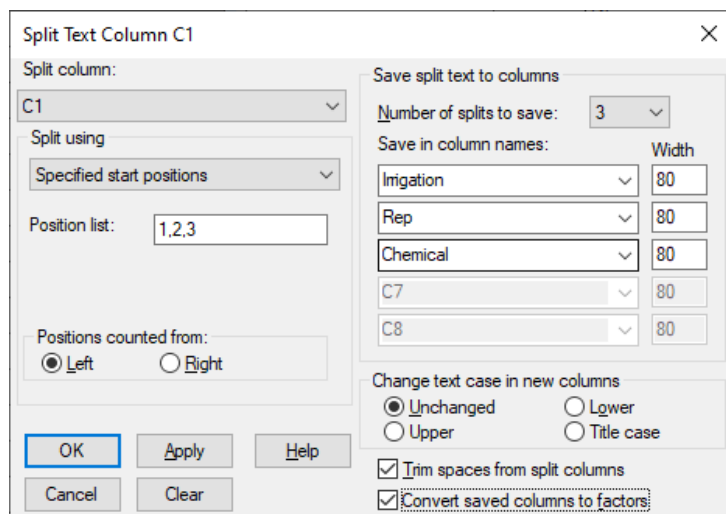 Split Text Column C1
Split column:
C1
Split using
Specified start positions
Position list:
1,2,3
Positions counted from:
Left
Right
OK
Apply
Help
Cancel
Clear
Save split text to columns
Number of splits to save:
3
Save in column names:
Width
Irrigation
80
Rep
80
Chemical
80
C7
80
C8
80
Change text case in new columns
Unchanged
Lower
Upper
Title case
Trim spaces from split columns
Convert saved columns to factors